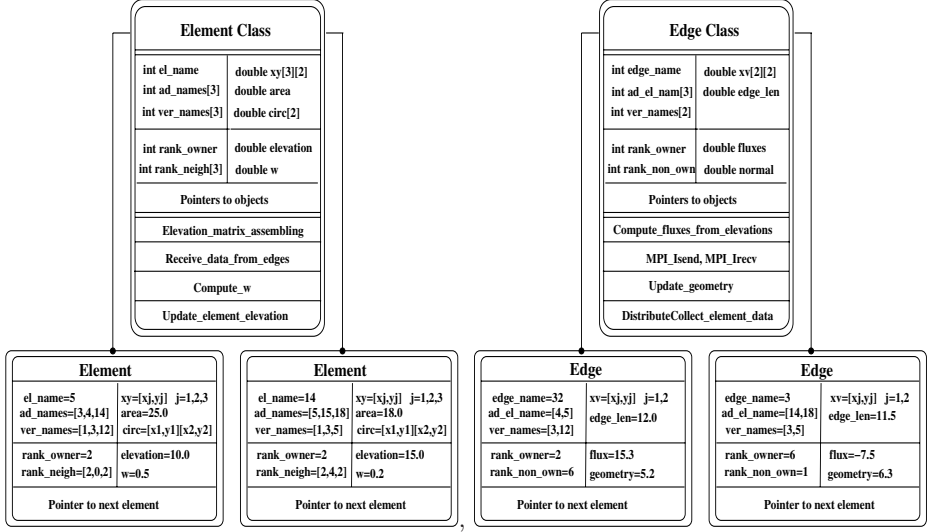 Element Class
int el_name double xy[3][2]
int ad_names[3] double area
int ver_names[3] double circ[2]
int rank_owner double elevation
int rank_neigh[3] double w
Pointers to objects
Elevation_matrix_assembling
Receive_data_from_edges
Compute_w
Update_element_elevation
Edge Class
int edge_name double xv[2][2]
int ad_el_nam[3] double edge_len
int ver_names[2]
int rank_owner double fluxes
int rank_non_own double normal
Pointers to objects
Compute_fluxes_from_elevations
MPI_Isend, MPI_Irecv
Update_geometry
DistributeCollect_element_data
Element
el_name=5 xy=[xj,yj] j=1,2,3
ad_names=[3,4,14] area=25.0
ver_names=[1,3,12] circ=[x1,y1][x2,y2]
rank_owner=2 elevation=10.0
rank_neigh=[2,0,2] w=0.5
Pointer to next element
Element
el_name=14 xy=[xj,yj] j=1,2,3
ad_names=[5,15,18] area=18.0
ver_names=[1,3,5] circ=[x1,y1][x2,y2]
rank_owner=2 elevation=15.0
rank_neigh=[2,4,2] w=0.2
Pointer to next element
,
Edge
edge_name=32 xv=[xj,yj] j=1,2
ad_el_name=[4,5] edge_len=12.0
ver_names=[3,12]
rank_owner=2 flux=15.3
rank_non_own=6 geometry=5.2
Pointer to next element
Edge
edge_name=3 xv=[xj,yj] j=1,2
ad_el_name=[14,18] edge_len=11.5
ver_names=[3,5]
rank_owner=6 flux=−7.5
rank_non_own=1 geometry=6.3
Pointer to next element